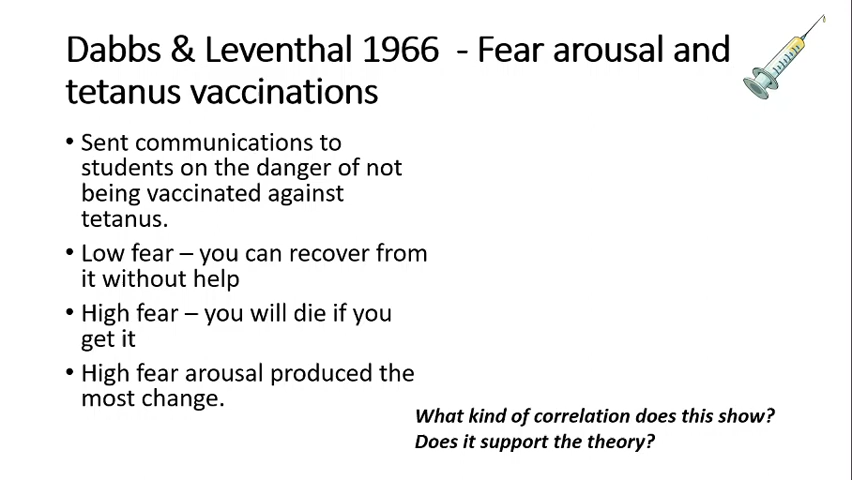 Dabbs & Leventhal 1966 - Fear arousal and
tetanus vaccinations
• Sent communications to
students on the danger of not
being vaccinated against
tetanus.
• Low fear – you can recover from
it without help
• High fear – you will die if you
get it
• High fear arousal produced the
most change.
What kind of correlation does this show?
Does it support the theory?